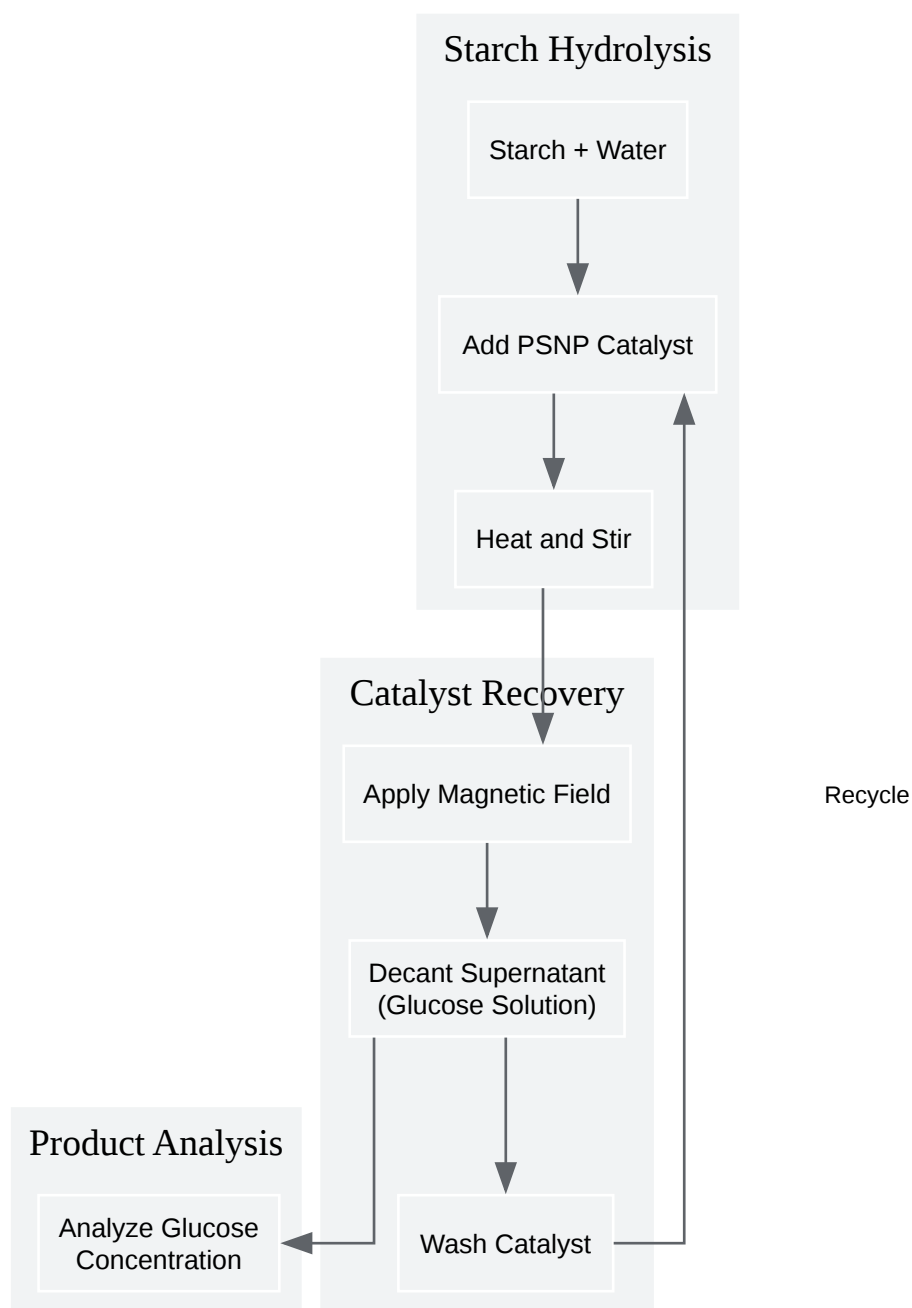 Starch Hydrolysis
Starch + Water
Add PSNP Catalyst
Heat and Stir
Catalyst Recovery
Apply Magnetic Field
Recycle
Decant Supernatant
(Glucose Solution)
Product Analysis
Analyze Glucose
Concentration
Wash Catalyst